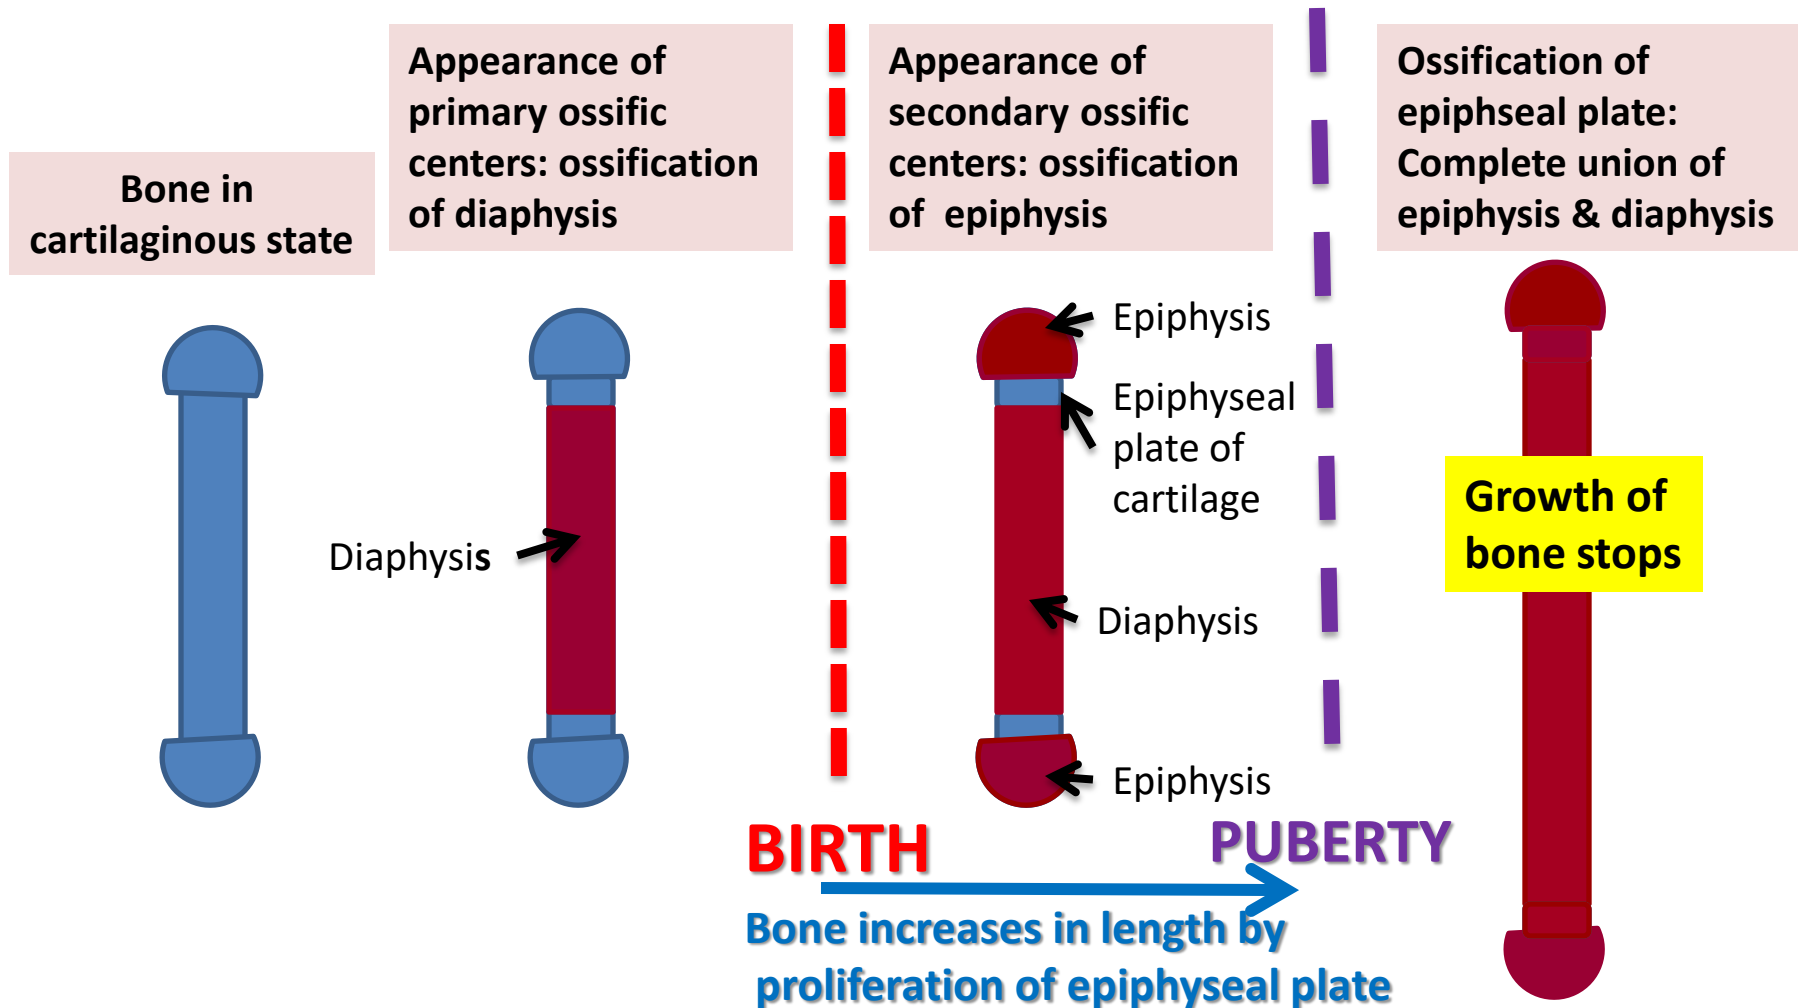 Bone in
cartilaginous state
Appearance of
primary ossific
centers: ossification
of diaphysis
Appearance of
secondary ossific
centers: ossification
of epiphysis
Ossification of
epiphseal plate:
Complete union of
epiphysis & diaphysis
Diaphysis
Epiphysis
Epiphyseal
plate of
cartilage
Diaphysis
Epiphysis
Growth of
bone stops
BIRTH
PUBERTY
Bone increases in length by
proliferation of epiphyseal plate